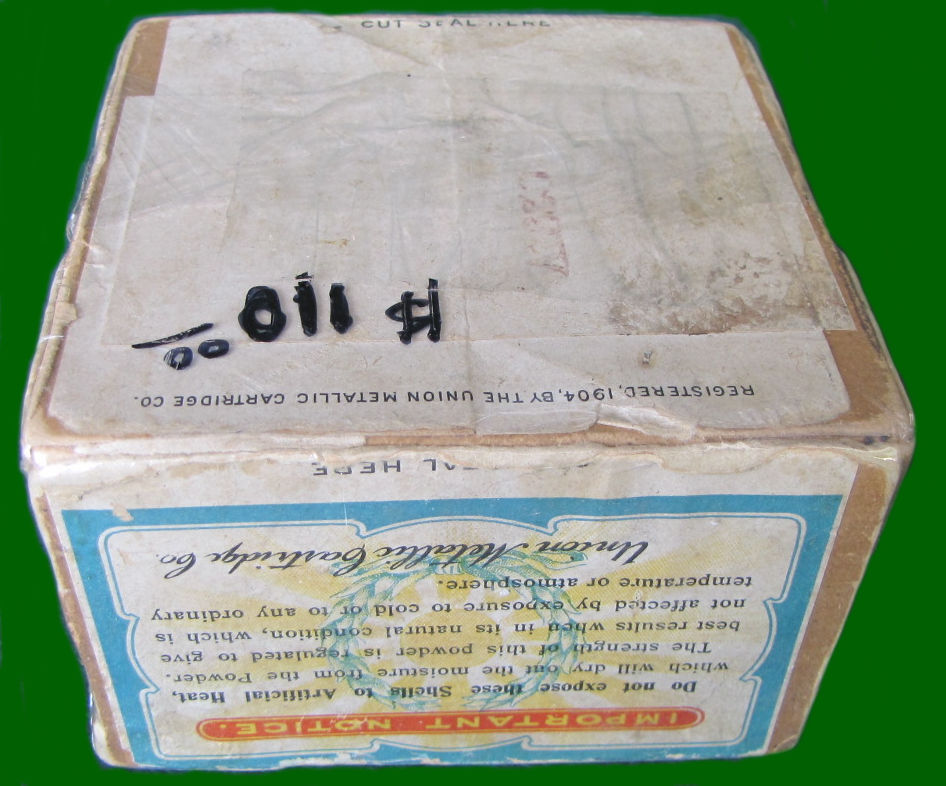 IMPORTANT NOTICE.
Do not expose these Shells to Artificial Heat,
which will dry out the moisture from the Powder.
The strength of this powder is regulated to give
best results when in its natural condition, which is
not affected by exposure to cold or to any ordinary
temperature or atmosphere.
Union Metallic Cartridge Co.
HERE
REGISTERED, 1904, BY THE UNION METALLIC CARTRIDGE CO.
$ 110 00
CUT SEAL HERE